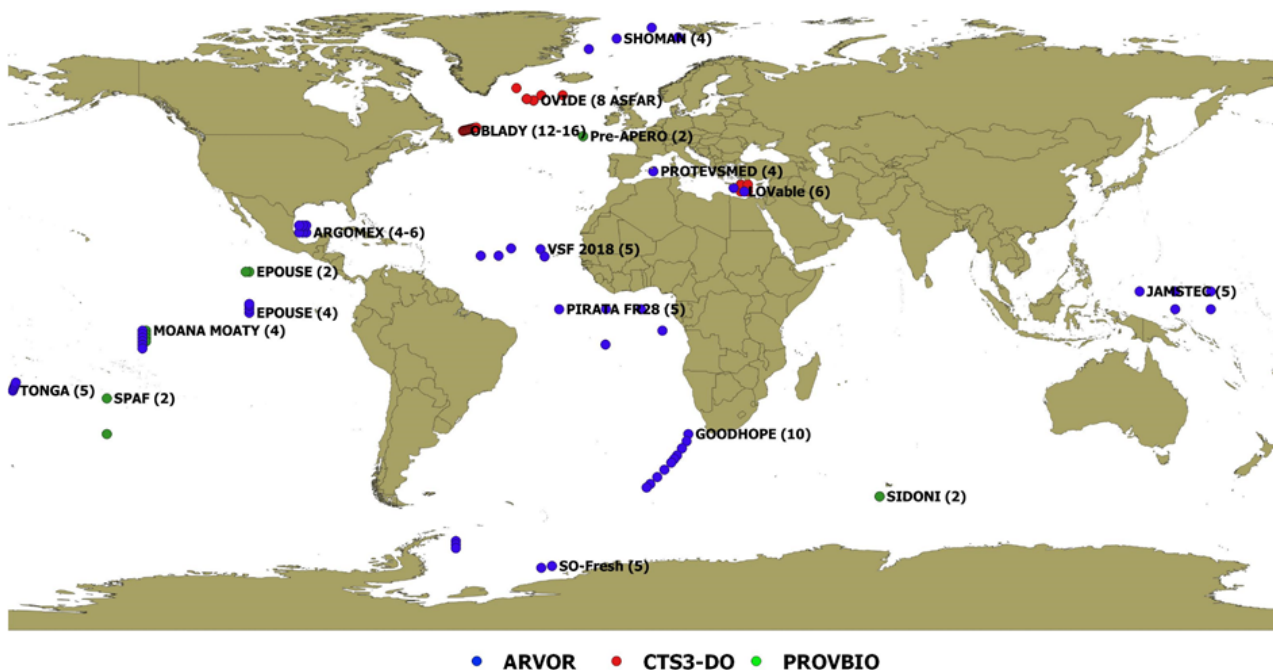 SHOMAN (4)
OVIDE (8 ASFAR)
OBLADY (12-16)
Pre-APERO (2)
PROTEVSMED (4)
LOVable (6)
ARGOMEX (4-6)
VSF 2018 (5)
EPOUSE (2)
JAMSTEC (5)
EPOUSE (4)
PIRATA FR28 (5)
MOANA MOATY (4)
TONGA (5)
SPAF (2)
GOODHOPE (10)
SIDONI (2)
SO-Fresh (5)
ARVOR CTS3-DO PROVBIO